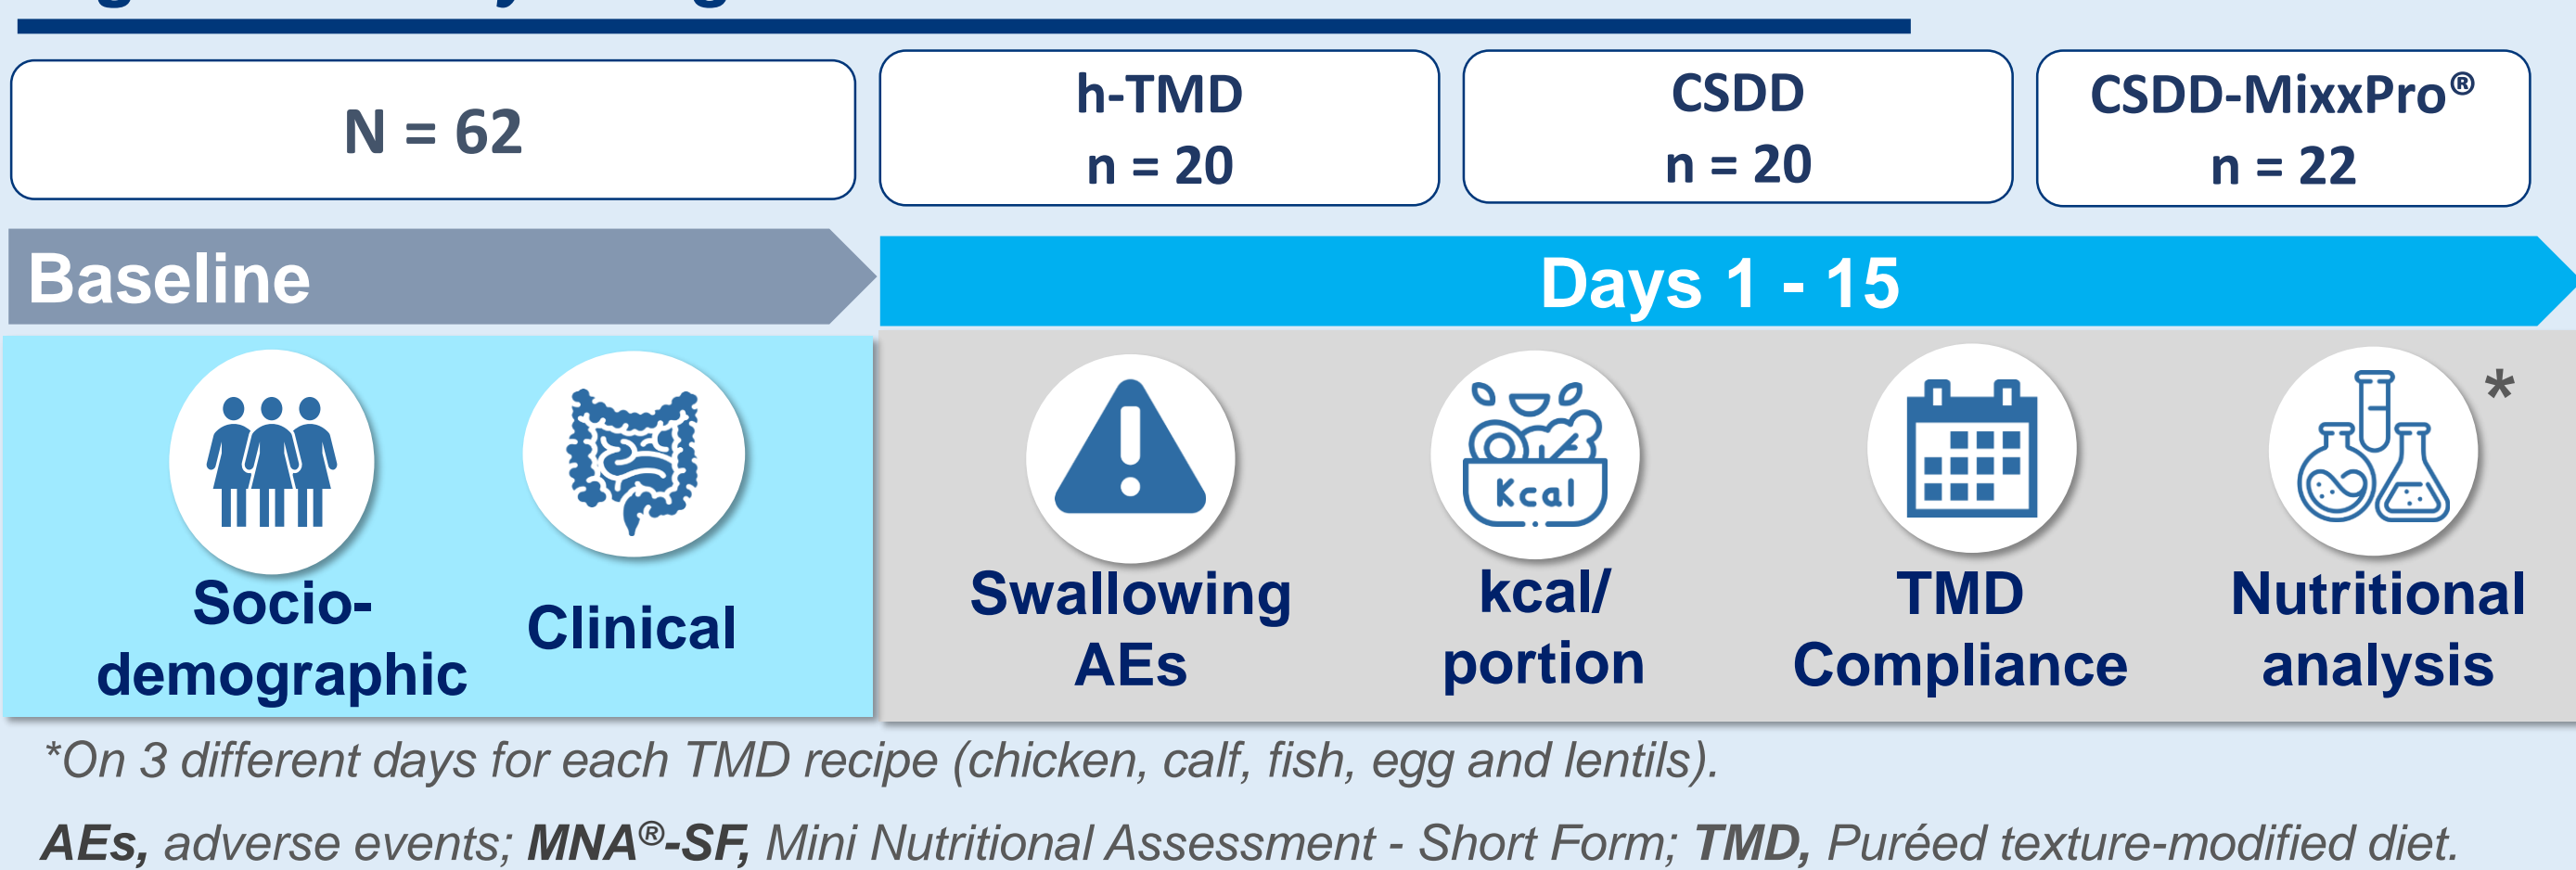 N = 62
h-TMD
n = 20
CSDD
n = 20
CSDD-MixxPro®
n = 22
Baseline
Days 1 - 15
Socio-
demographic
Clinical
Swallowing
AEs
Kcal
kcal/
portion
TMD
Compliance
*
Nutritional
analysis
*On 3 different days for each TMD recipe (chicken, calf, fish, egg and lentils).
AEs, adverse events; MNA®-SF, Mini Nutritional Assessment - Short Form; TMD, Puréed texture-modified diet.